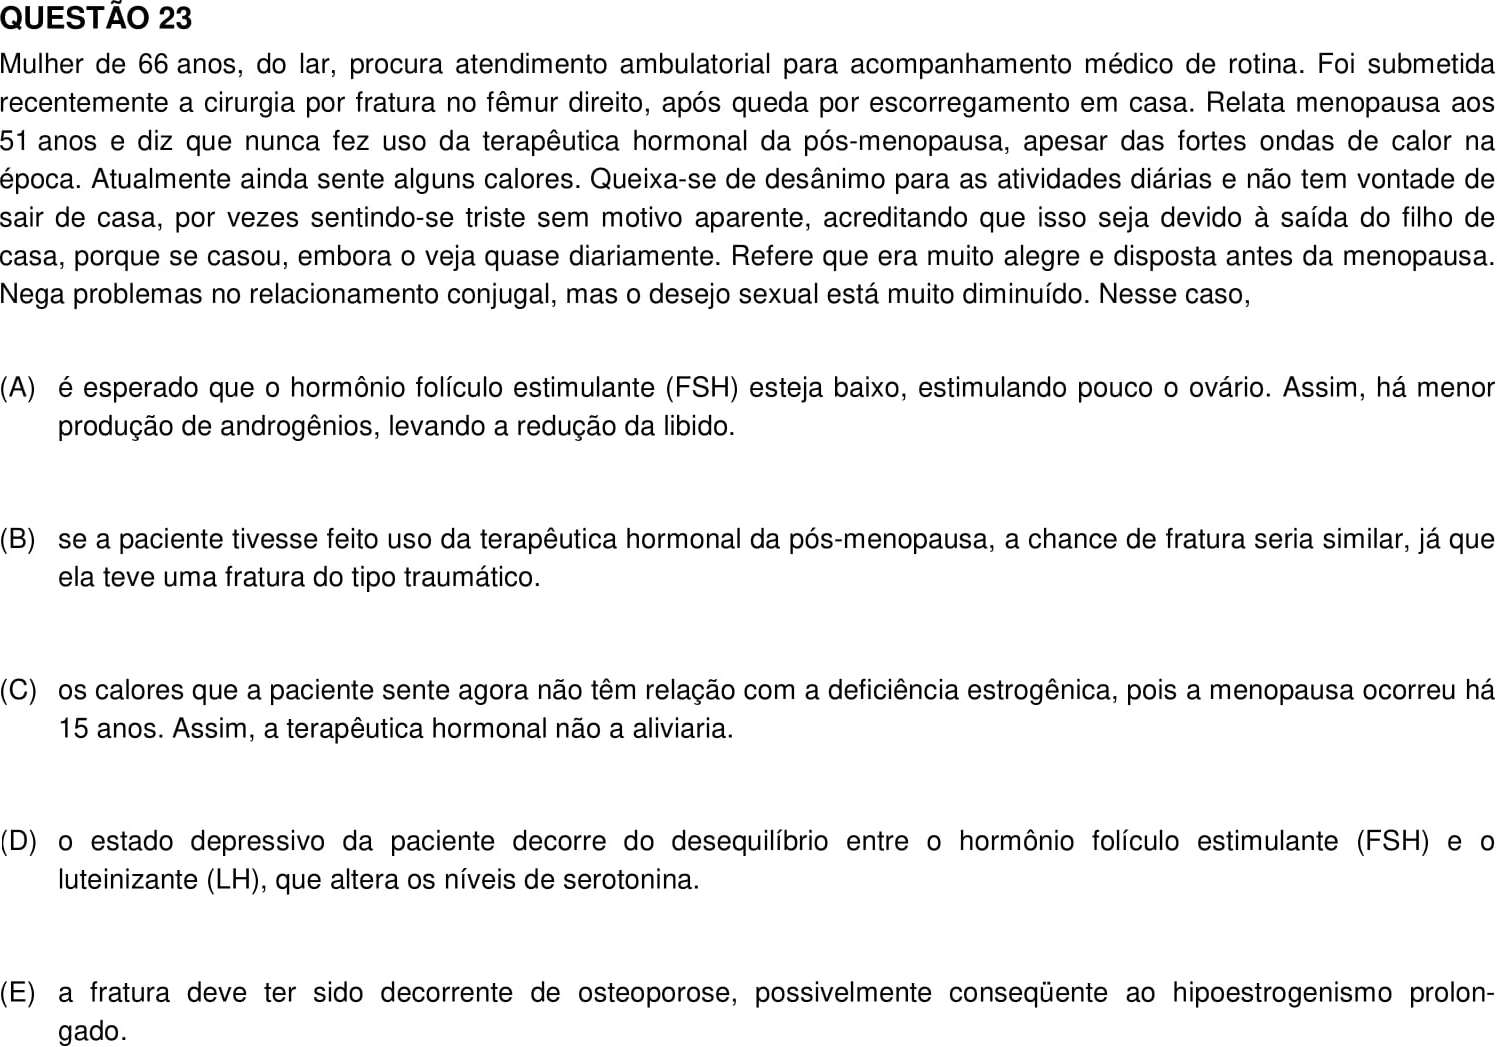 QUESTÃO 23
Mulher de 66 anos, do lar, procura atendimento ambulatorial para acompanhamento médico de rotina. Foi submetida
recentemente a cirurgia por fratura no fêmur direito, após queda por escorregamento em casa. Relata menopausa aos
51 anos e diz que nunca fez uso da terapêutica hormonal da pós-menopausa, apesar das fortes ondas de calor na
época. Atualmente ainda sente alguns calores. Queixa-se de desânimo para as atividades diárias e não tem vontade de
sair de casa, por vezes sentindo-se triste sem motivo aparente, acreditando que isso seja devido à saída do filho de
casa, porque se casou, embora o veja quase diariamente. Refere que era muito alegre e disposta antes da menopausa.
Nega problemas no relacionamento conjugal, mas o desejo sexual está muito diminuído. Nesse caso,
(A) é esperado que o hormônio folículo estimulante (FSH) esteja baixo, estimulando pouco o ovário. Assim, há menor
produção de androgênios, levando a redução da libido.
(B) se a paciente tivesse feito uso da terapêutica hormonal da pós-menopausa, a chance de fratura seria similar, já que
ela teve uma fratura do tipo traumático.
(C) os calores que a paciente sente agora não têm relação com a deficiência estrogênica, pois a menopausa ocorreu há
15 anos. Assim, a terapêutica hormonal não a aliviaria.
(D) o estado depressivo da paciente decorre do desequilíbrio entre o hormônio folículo estimulante (FSH) e o
luteinizante (LH), que altera os níveis de serotonina.
(E) a fratura deve ter sido decorrente de osteoporose, possivelmente conseqüente ao hipoestrogenismo prolon-
gado.